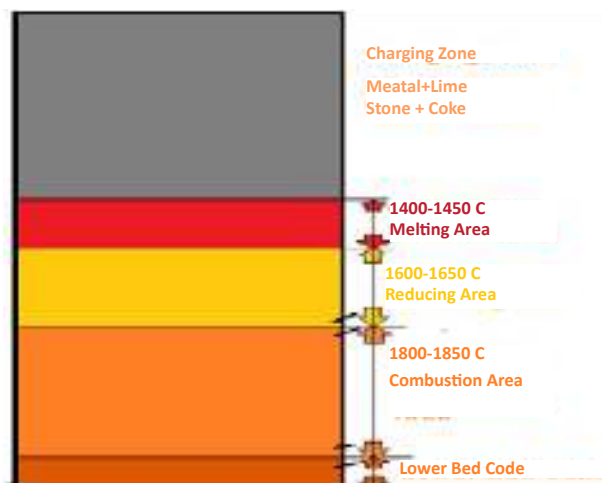 Charging Zone
Meatal+Lime
Stone + Coke
1400-1450 C
Melting Area
1600-1650 C
Reducing Area
1800-1850 C
Combustion Area
Lower Bed Code